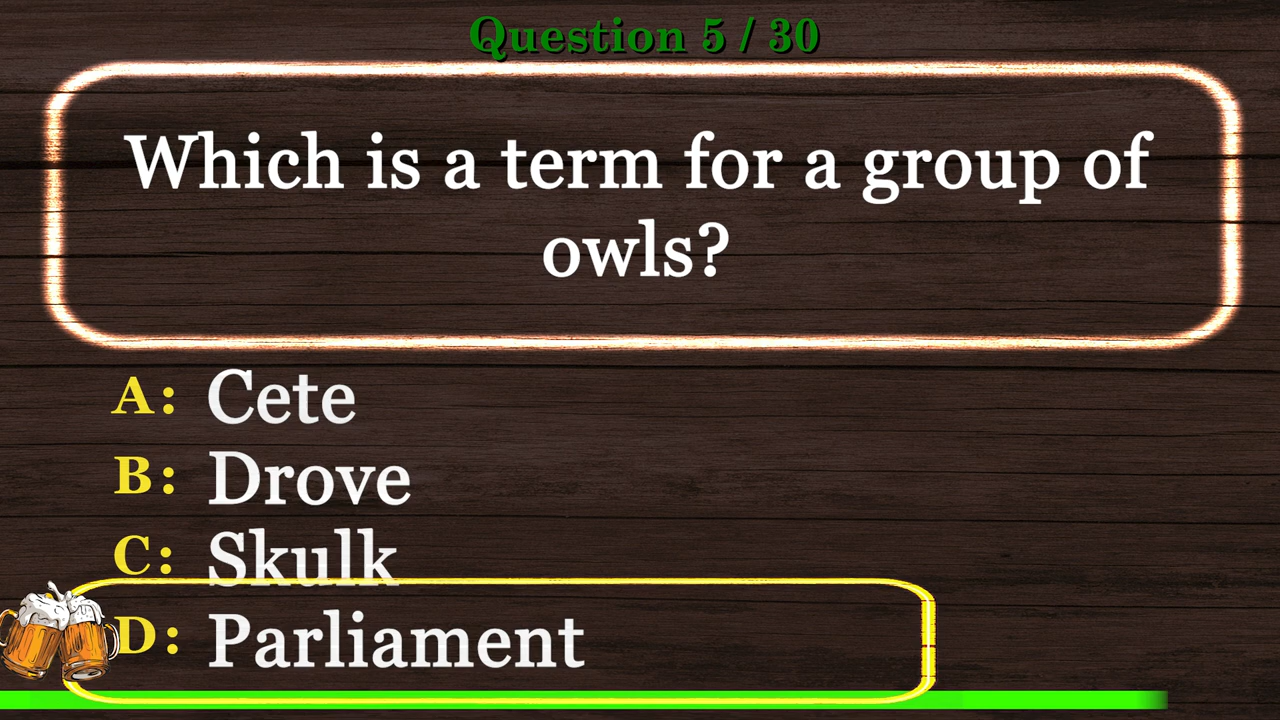 Question 5 / 30
Which is a term for a group of
owls?
A: Cete
B: Drove
C: Skulk
D: Parliament